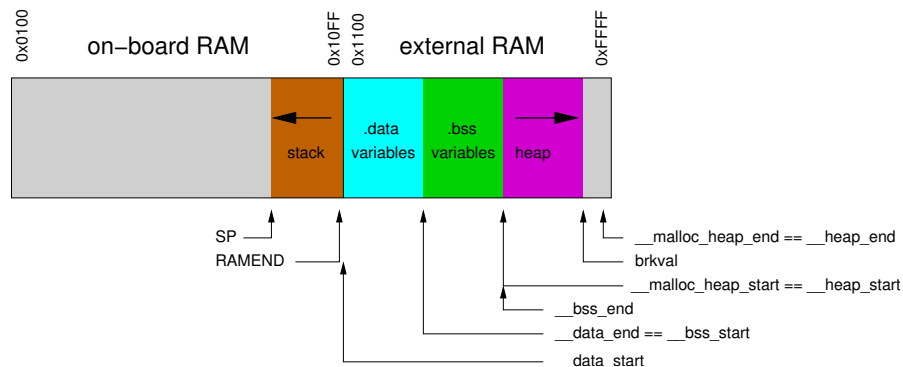 0x0100
on−board RAM
0x10FF
0x1100
external RAM
0xFFFF
stack
.data
variables
.bss
variables
heap
SP
RAMEND
__malloc_heap_end == __heap_end
brkval
__malloc_heap_start == __heap_start
__bss_end
__data_end == __bss_start
__data_start